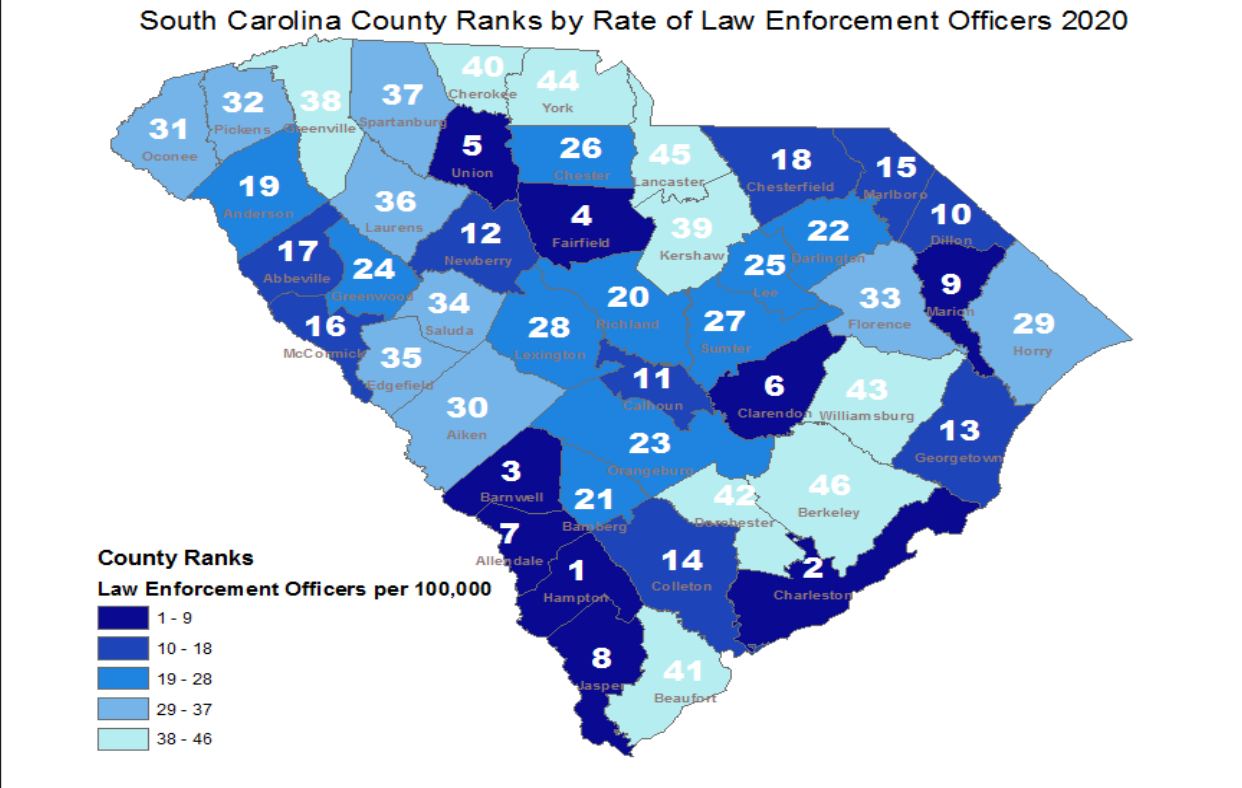 South Carolina County Ranks by Rate of Law Enforcement Officers 2020
40
Cherokee
44
York
38
Greenville
37
Spartanburg
32
Pickens
31
Oconee
5
Union
26
Chester
45
Lancaster
18
Chesterfield
15
Marlboro
19
Anderson
36
Laurens
4
Fairfield
39
Kershaw
22
Darlington
10
Dillon
17
Abbeville
24
Greenwood
12
Newberry
25
Lee
9
Marion
34
Saluda
20
Richland
33
Florence
16
McCormick
28
Lexington
27
Sumter
29
Horry
35
Edgefield
11
Calhoun
6
Clarendon
43
Williamsburg
30
Aiken
23
Orangeburg
13
Georgetown
3
Barnwell
21
Bamberg
42
Dorchester
46
Berkeley
7
Allendale
1
Hampton
14
Colleton
2
Charleston
8
Jasper
41
Beaufort
County Ranks
Law Enforcement Officers per 100,000
1 - 9
10 - 18
19 - 28
29 - 37
38 - 46